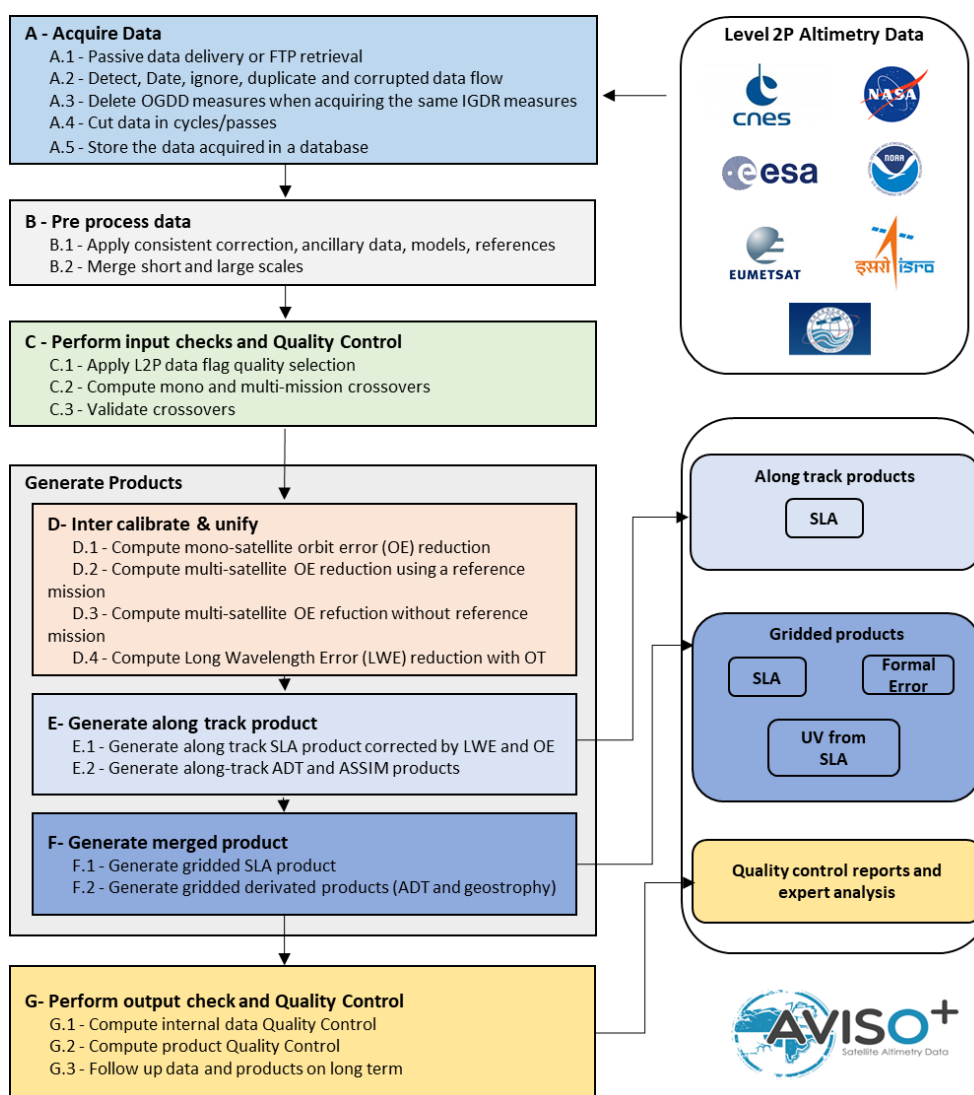 A - Acquire Data
A.1 - Passive data delivery or FTP retrieval
A.2 - Detect, Date, ignore, duplicate and corrupted data flow
A.3 - Delete OGDD measures when acquiring the same IGDR measures
A.4 - Cut data in cycles/passes
A.5 - Store the data acquired in a database
B - Pre process data
B.1 - Apply consistent correction, ancillary data, models, references
B.2 - Merge short and large scales
C - Perform input checks and Quality Control
C.1 - Apply L2P data flag quality selection
C.2 - Compute mono and multi-mission crossovers
C.3 - Validate crossovers
Generate Products
D- Inter calibrate & unify
D.1 - Compute mono-satellite orbit error (OE) reduction
D.2 - Compute multi-satellite OE reduction using a reference
mission
D.3 - Compute multi-satellite OE refuction without reference
mission
D.4 - Compute Long Wavelength Error (LWE) reduction with OT
E- Generate along track product
E.1 - Generate along track SLA product corrected by LWE and OE
E.2 - Generate along-track ADT and ASSIM products
F- Generate merged product
F.1 - Generate gridded SLA product
F.2 - Generate gridded derivated products (ADT and geostrophy)
G- Perform output check and Quality Control
G.1 - Compute internal data Quality Control
G.2 - Compute product Quality Control
G.3 - Follow up data and products on long term
Level 2P Altimetry Data
cnes
NASA
esa
NOAA
EUMETSAT
इसरो isro
Along track products
SLA
Gridded products
SLA
Formal
Error
UV from
SLA
Quality control reports and
expert analysis
AVISO+
Satellite Altimetry Data